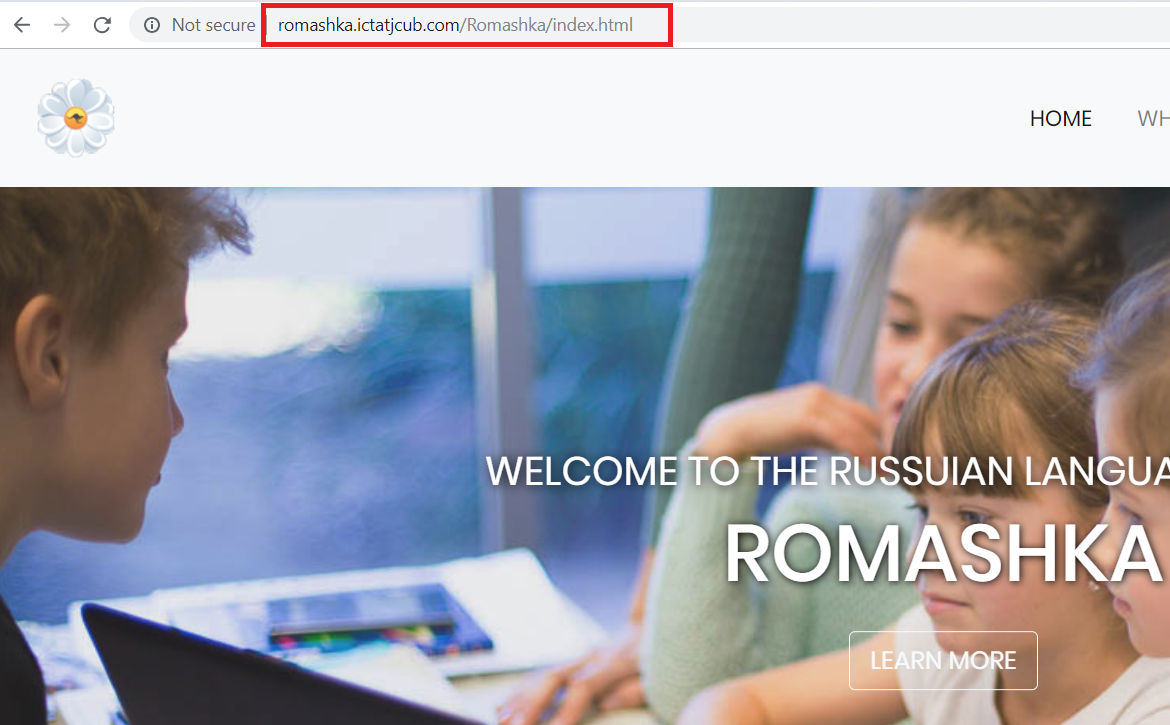 Not secure romashka.ictatjcub.com/Romashka/index.html
HOME
WELCOME TO THE RUSSUIAN LANGUA
ROMASHKA
LEARN MORE